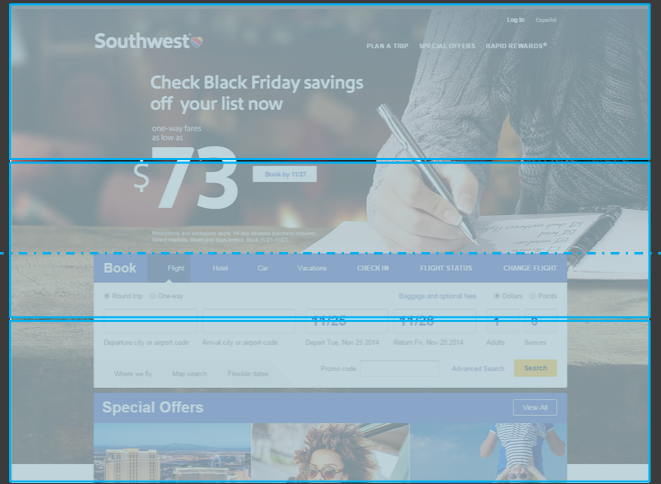 Log in Español
Southwest
PLAN A TRIP SPECIAL OFFERS RAPID REWARDS®
Check Black Friday savings
off your list now
one-way fares
as low as
$73
Book by 11/27
Book Flight Hotel Car Vacations CHECK IN FLIGHT STATUS CHANGE FLIGHT
Round trip One-way Baggage and optional fees Dollars Points
11/25 11/28 1 0
Departure city or airport code Arrival city or airport code Depart Tue, Nov 25 2014 Return Fri, Nov 28 2014 Adults Seniors
Where we fly Map search Flexible dates Promo code Advanced Search Search
Special Offers View All